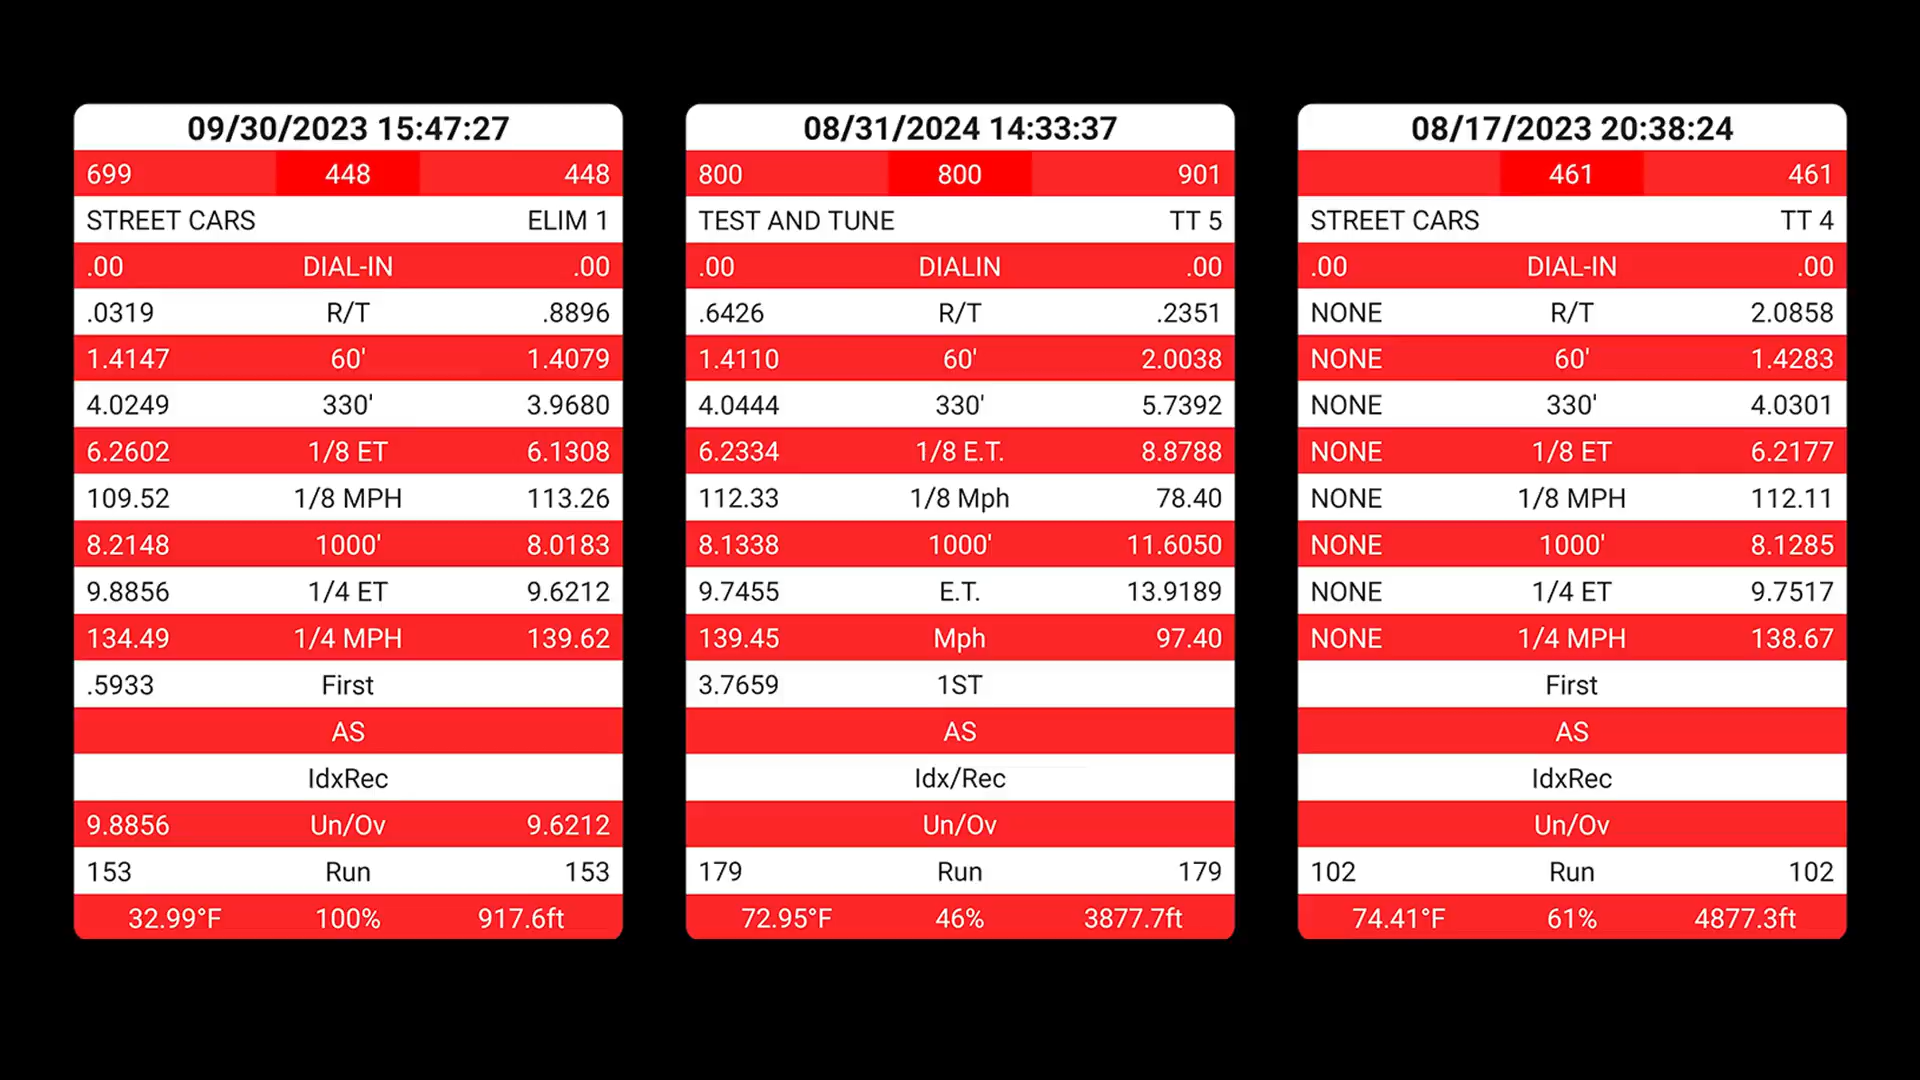 09/30/2023 15:47:27
699 448 448
STREET CARS ELIM 1
.00 DIAL-IN .00
.0319 R/T .8896
1.4147 60' 1.4079
4.0249 330' 3.9680
6.2602 1/8 ET 6.1308
109.52 1/8 MPH 113.26
8.2148 1000' 8.0183
9.8856 1/4 ET 9.6212
134.49 1/4 MPH 139.62
.5933 First
AS
IdxRec
9.8856 Un/Ov 9.6212
153 Run 153
32.99°F 100% 917.6ft
08/31/2024 14:33:37
800 800 901
TEST AND TUNE TT 5
.00 DIALIN .00
.6426 R/T .2351
1.4110 60' 2.0038
4.0444 330' 5.7392
6.2334 1/8 E.T. 8.8788
112.33 1/8 Mph 78.40
8.1338 1000' 11.6050
9.7455 E.T. 13.9189
139.45 Mph 97.40
3.7659 1ST
AS
Idx/Rec
Un/Ov
179 Run 179
72.95°F 46% 3877.7ft
08/17/2023 20:38:24
461 461
STREET CARS TT 4
.00 DIAL-IN .00
NONE R/T 2.0858
NONE 60' 1.4283
NONE 330' 4.0301
NONE 1/8 ET 6.2177
NONE 1/8 MPH 112.11
NONE 1000' 8.1285
NONE 1/4 ET 9.7517
NONE 1/4 MPH 138.67
First
AS
IdxRec
Un/Ov
102 Run 102
74.41°F 61% 4877.3ft